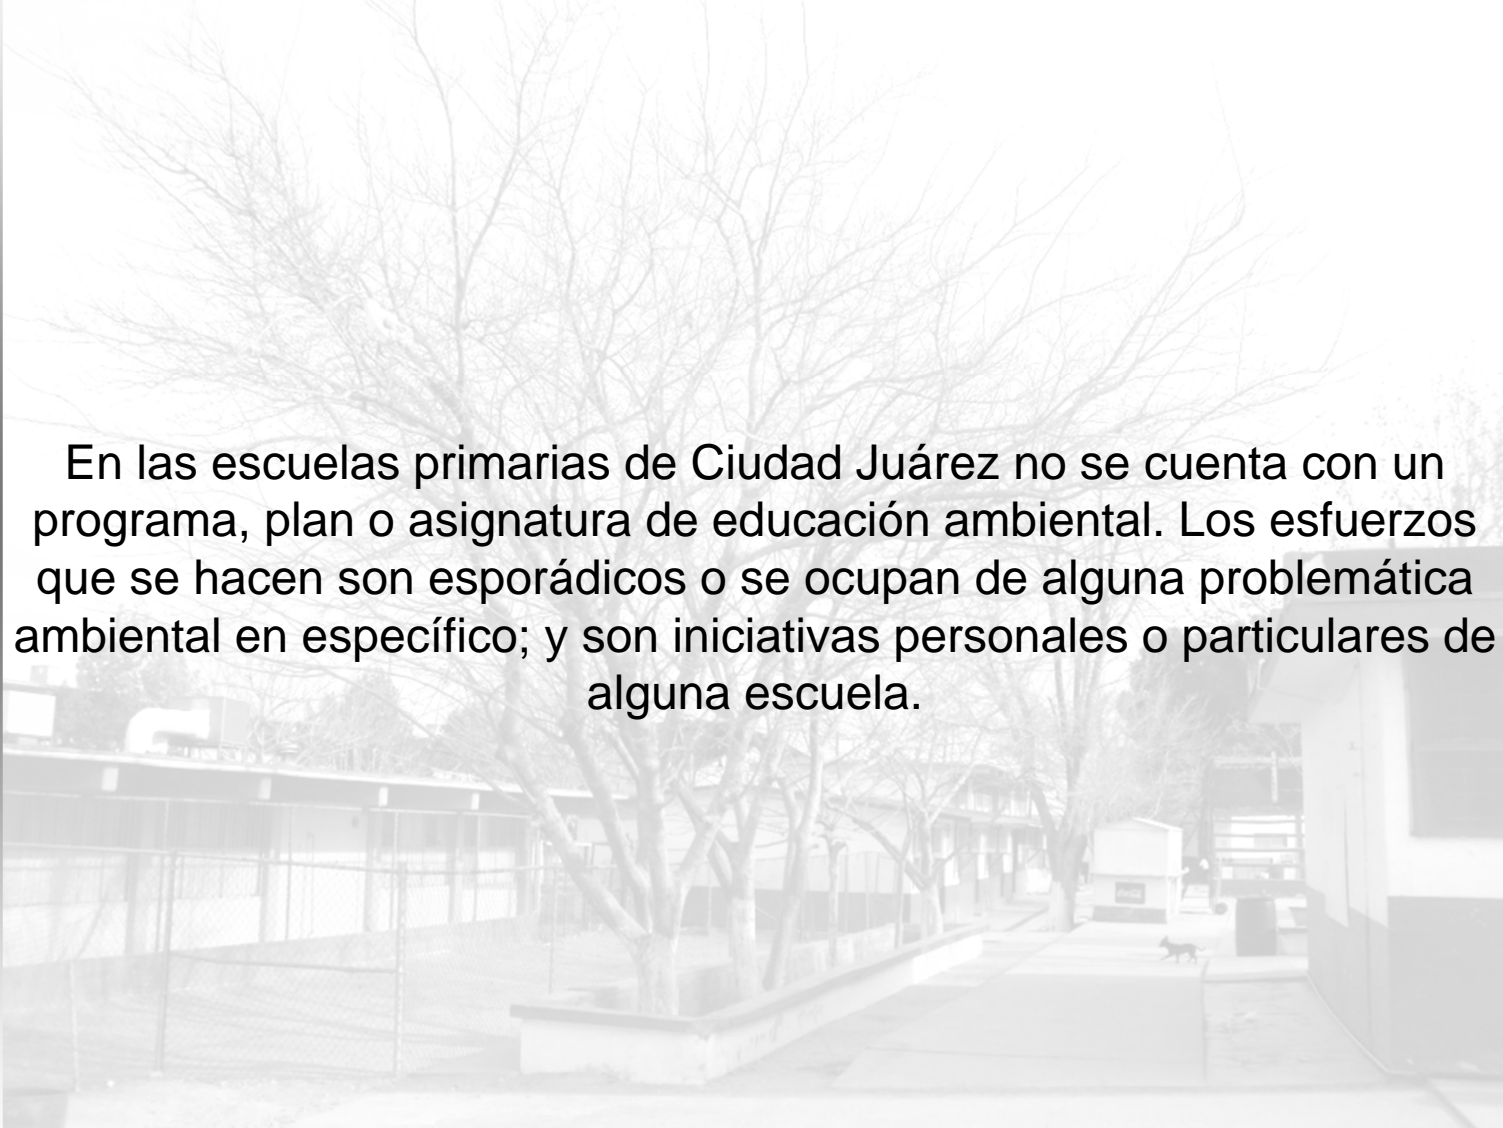 En las escuelas primarias de Ciudad Juárez no se cuenta con un
programa, plan o asignatura de educación ambiental. Los esfuerzos
que se hacen son esporádicos o se ocupan de alguna problemática
ambiental en específico; y son iniciativas personales o particulares de
alguna escuela.